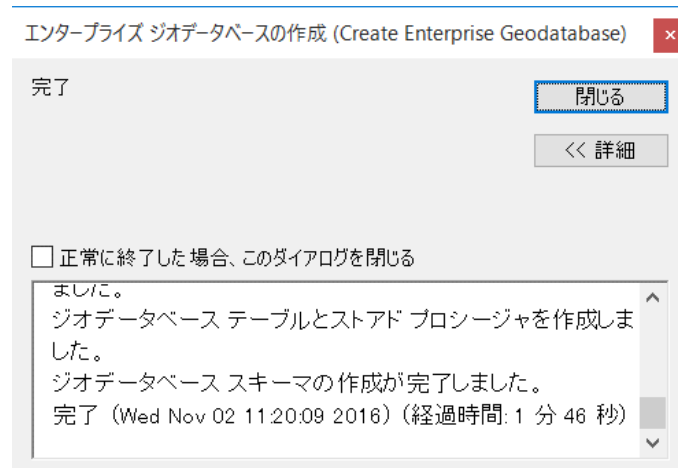 エンタープライズ ジオデータベースの作成 (Create Enterprise Geodatabase)
完了
閉じる
<< 詳細
正常に終了した場合、このダイアログを閉じる
ました。
ジオデータベース テーブルとストアド プロシージャを作成しま
した。
ジオデータベース スキーマの作成が完了しました。
完了 (Wed Nov 02 11:20:09 2016) (経過時間: 1 分 46 秒)